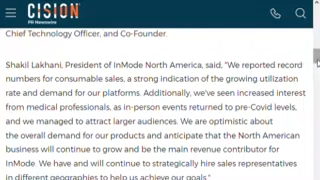 CISION
PR Newswire
Chief Technology Officer, and Co-Founder.
Shakil Lakhani, President of InMode North America, said, "We reported record
numbers for consumable sales, a strong indication of the growing utilization
rate and demand for our platforms. Additionally, we've seen increased interest
from medical professionals, as in-person events returned to pre-Covid levels,
and we managed to attract larger audiences. We are optimistic about
the overall demand for our products and anticipate that the North American
business will continue to grow and be the main revenue contributor for
InMode  We have and will continue to strategically hire sales representatives
in different geographies to help us achieve our goals."